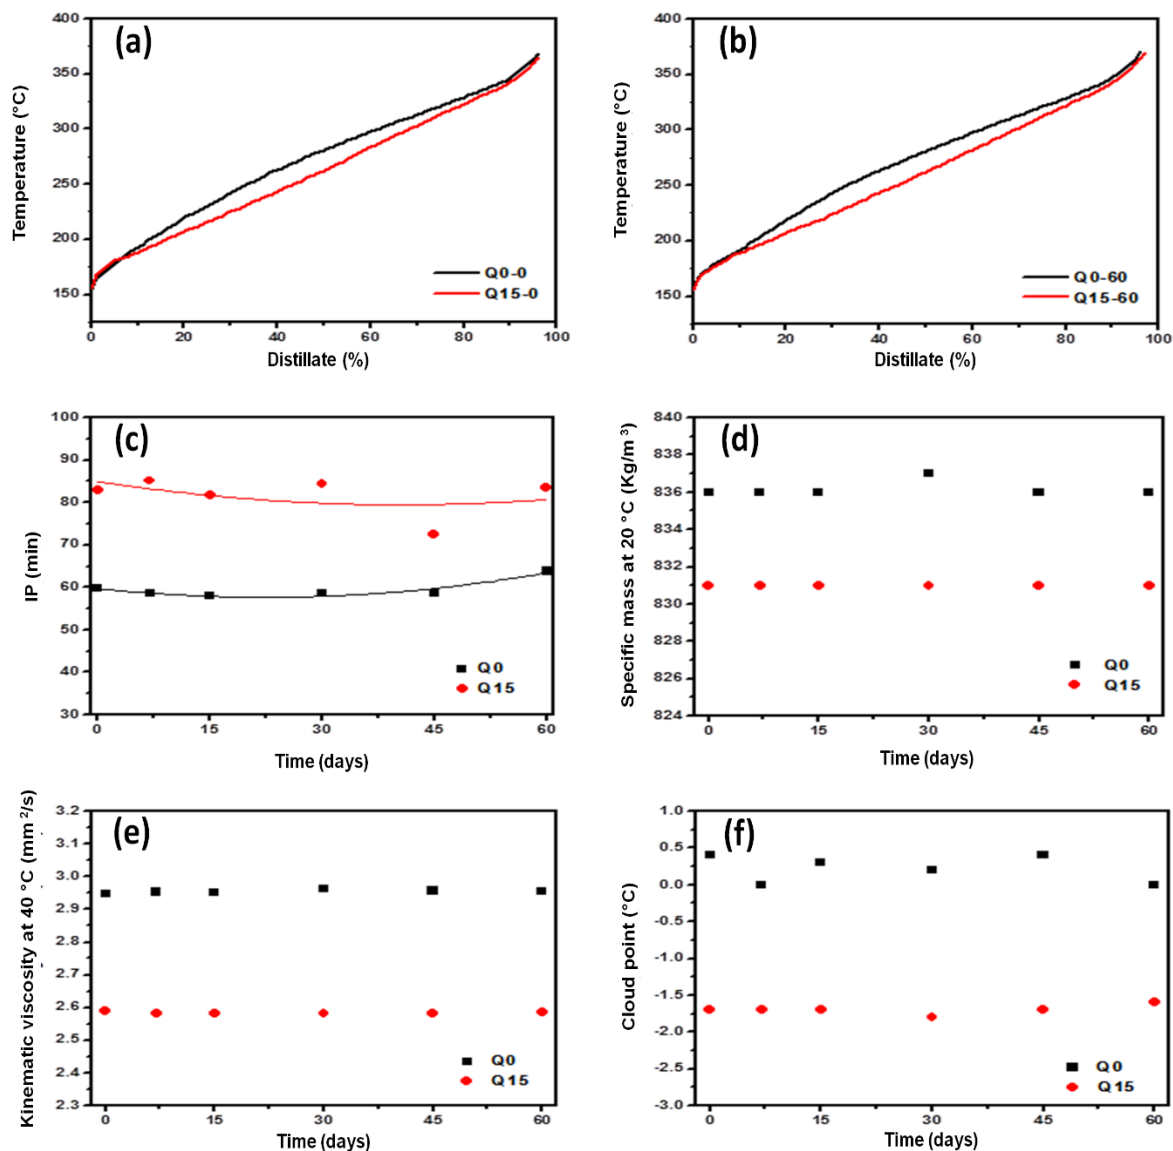 (a)
Temperature (°C)
400
350
300
250
200
150
0 20 40 60 80 100
Distillate (%)
Q0-0
Q15-0
(b)
Temperature (°C)
400
350
300
250
200
150
0 20 40 60 80 100
Distillate (%)
Q0-60
Q15-60
(c)
IP (min)
100
90
80
70
60
50
40
30
0 15 30 45 60
Time (days)
Q0
Q15
(d)
Specific mass at 20 °C (Kg/m³)
840
838
836
834
832
830
828
826
824
0 15 30 45 60
Time (days)
Q0
Q15
(e)
Kinematic viscosity at 40 °C (mm²/s)
3.2
3.1
3.0
2.9
2.8
2.7
2.6
2.5
2.4
2.3
0 15 30 45 60
Time (days)
Q0
Q15
(f)
Cloud point (°C)
1.0
0.5
0.0
-0.5
-1.0
-1.5
-2.0
-2.5
-3.0
0 15 30 45 60
Time (days)
Q0
Q15